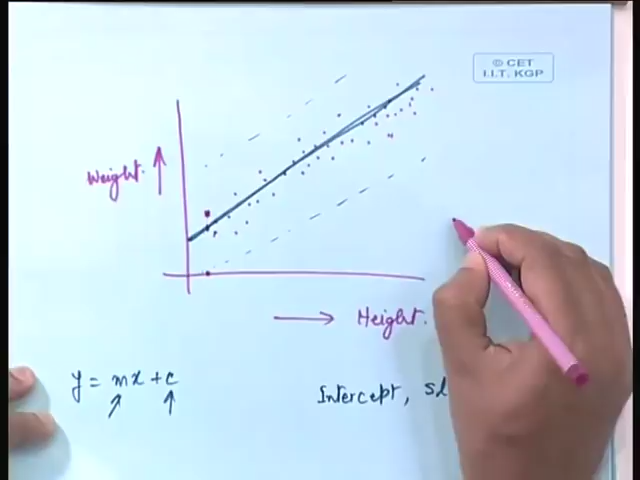 © CET
I.I.T. KGP
Weight.
Height.
y = mx + c
Intercept, sl